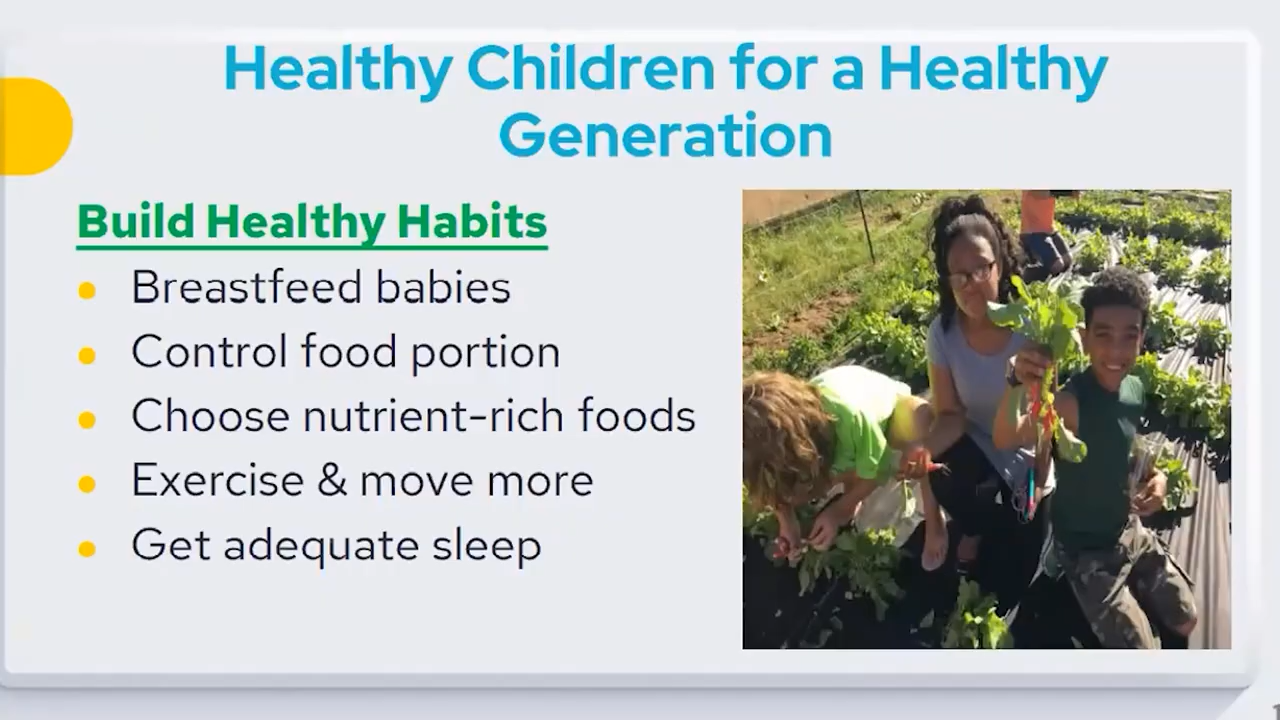 Healthy Children for a Healthy
Generation
Build Healthy Habits
Breastfeed babies
Control food portion
Choose nutrient-rich foods
Exercise & move more
Get adequate sleep